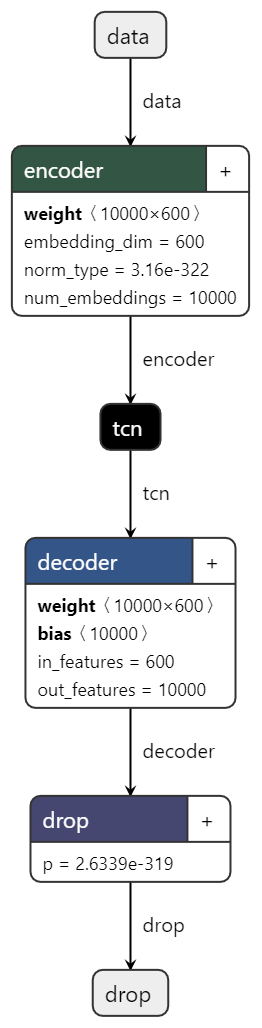 data
data
encoder +
weight 〈10000×600〉
embedding_dim = 600
norm_type = 3.16e-322
num_embeddings = 10000
encoder
tcn
tcn
decoder +
weight 〈10000×600〉
bias 〈10000〉
in_features = 600
out_features = 10000
decoder
drop +
p = 2.6339e-319
drop
drop